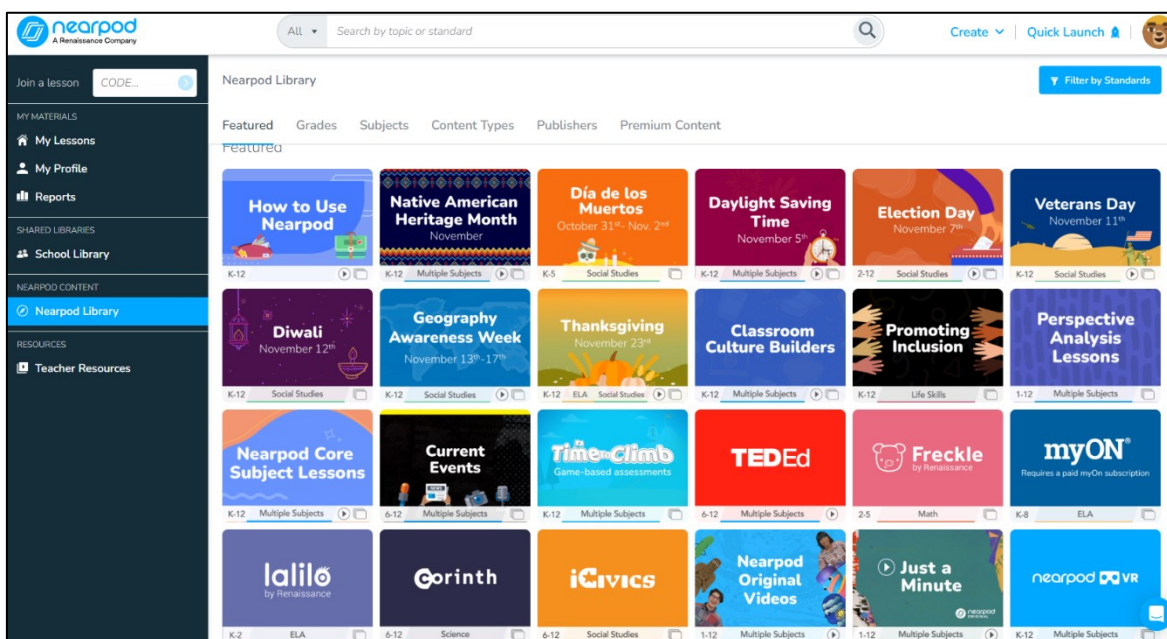 nearpod
A Renaissance Company
All
Search by topic or standard
Create
Quick Launch
Join a lesson
CODE...
MY MATERIALS
My Lessons
My Profile
Reports
SHARED LIBRARIES
School Library
NEARPOD CONTENT
Nearpod Library
RESOURCES
Teacher Resources
Nearpod Library
Filter by Standards
Featured Grades Subjects Content Types Publishers Premium Content
Featured
How to Use
Nearpod
K-12
Native American
Heritage Month
November
K-12 Multiple Subjects
Día de los
Muertos
October 31st- Nov. 2nd
K-5 Social Studies
Daylight Saving
Time
November 5th
K-12 Multiple Subjects
Election Day
November 7th
2-12 Social Studies
Veterans Day
November 11th
K-12 Social Studies
Diwali
November 12th
K-12 Social Studies
Geography
Awareness Week
November 13th-17th
K-12 Social Studies
Thanksgiving
November 23rd
K-12 ELA Social Studies
Classroom
Culture Builders
K-12 Multiple Subjects
Promoting
Inclusion
K-12 Life Skills
Perspective
Analysis
Lessons
1-12 Multiple Subjects
Nearpod Core
Subject Lessons
K-12 Multiple Subjects
Current
Events
NEWS
6-12 Multiple Subjects
Time to Climb
Game-based assessments
K-12 Multiple Subjects
TEDEd
6-12 Multiple Subjects
Freckle
by Renaissance
2-5 Math
myON®
Requires a paid myOn subscription
K-8 ELA
lalilo
by Renaissance
K-2 ELA
Corinth
6-12 Science
iCivics
6-12 Social Studies
Nearpod
Original
Videos
1-12 Multiple Subjects
Just a
Minute
nearpod
ORIGINAL
1-12 Multiple Subjects
nearpod VR
K-12 Multiple Subjects